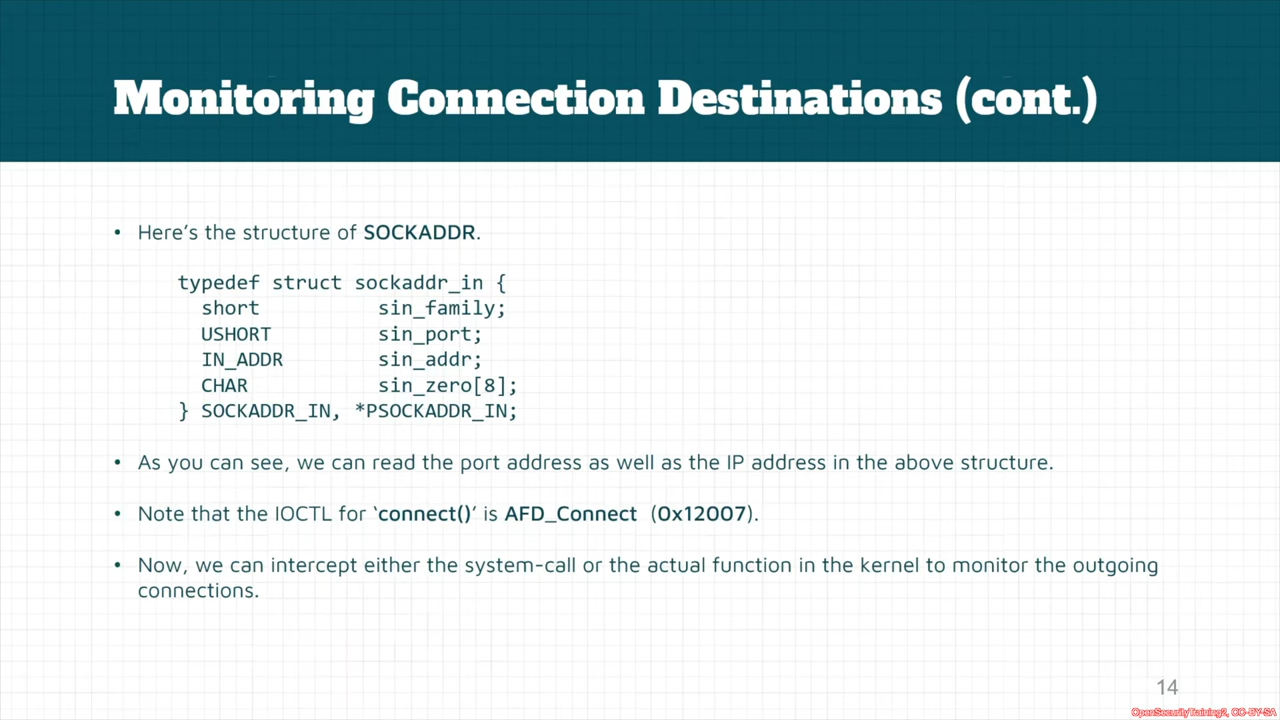 Monitoring Connection Destinations (cont.)
• Here's the structure of SOCKADDR.
typedef struct sockaddr_in {
short sin_family;
USHORT sin_port;
IN_ADDR sin_addr;
CHAR sin_zero[8];
} SOCKADDR_IN, *PSOCKADDR_IN;
• As you can see, we can read the port address as well as the IP address in the above structure.
• Note that the IOCTL for ‘connect()’ is AFD_Connect (0x12007).
• Now, we can intercept either the system-call or the actual function in the kernel to monitor the outgoing
connections.
14
OpenSecurityTraining2, CC-BY-SA